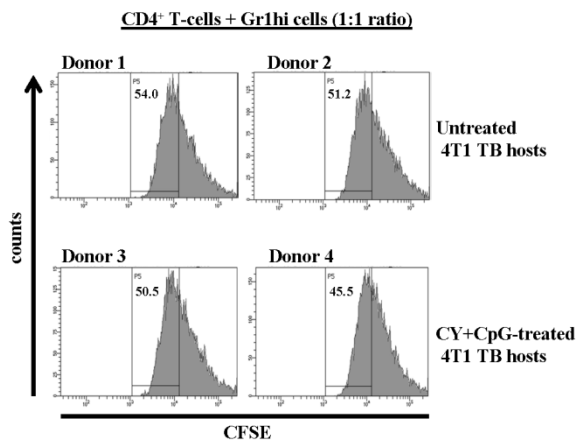 CD4⁺ T-cells + Gr1hi cells (1:1 ratio)
Donor 1
Donor 2
P5
54.0
P5
51.2
Untreated
4T1 TB hosts
counts
Donor 3
Donor 4
P5
50.5
P5
45.5
CY+CpG-treated
4T1 TB hosts
CFSE